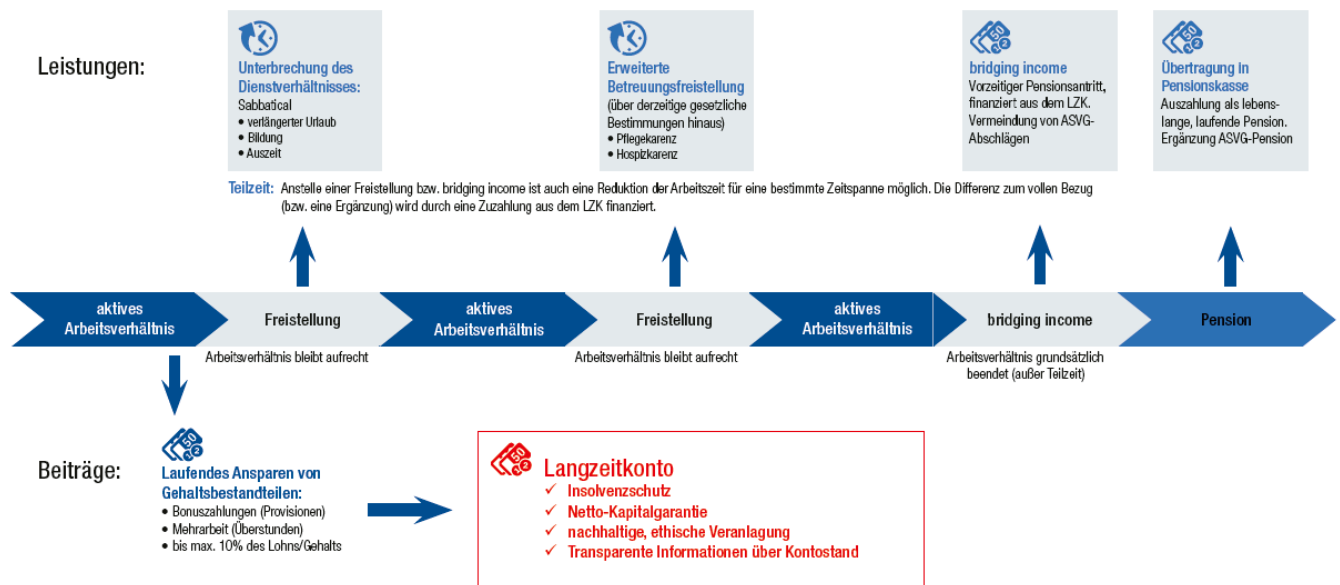 Leistungen:
Unterbrechung des
Dienstverhältnisses:
Sabbatical
• verlängerter Urlaub
• Bildung
• Auszeit
Erweiterte
Betreuungsfreistellung
(über derzeitige gesetzliche
Bestimmungen hinaus)
• Pflegekarenz
• Hospizkarenz
bridging income
Vorzeitiger Pensionsantritt,
finanziert aus dem LZK.
Vermeindung von ASVG-
Abschlägen
Übertragung in
Pensionskasse
Auszahlung als lebens-
lange, laufende Pension.
Ergänzung ASVG-Pension
Teilzeit: Anstelle einer Freistellung bzw. bridging income ist auch eine Reduktion der Arbeitszeit für eine bestimmte Zeitspanne möglich. Die Differenz zum vollen Bezug
(bzw. eine Ergänzung) wird durch eine Zuzahlung aus dem LZK finanziert.
aktives
Arbeitsverhältnis
Freistellung
aktives
Arbeitsverhältnis
Freistellung
aktives
Arbeitsverhältnis
bridging income
Pension
Arbeitsverhältnis bleibt aufrecht
Arbeitsverhältnis bleibt aufrecht
Arbeitsverhältnis grundsätzlich
beendet (außer Teilzeit)
Beiträge:
Laufendes Ansparen von
Gehaltsbestandteilen:
• Bonuszahlungen (Provisionen)
• Mehrarbeit (Überstunden)
• bis max. 10% des Lohns/Gehalts
Langzeitkonto
✓ Insolvenzschutz
✓ Netto-Kapitalgarantie
✓ nachhaltige, ethische Veranlagung
✓ Transparente Informationen über Kontostand